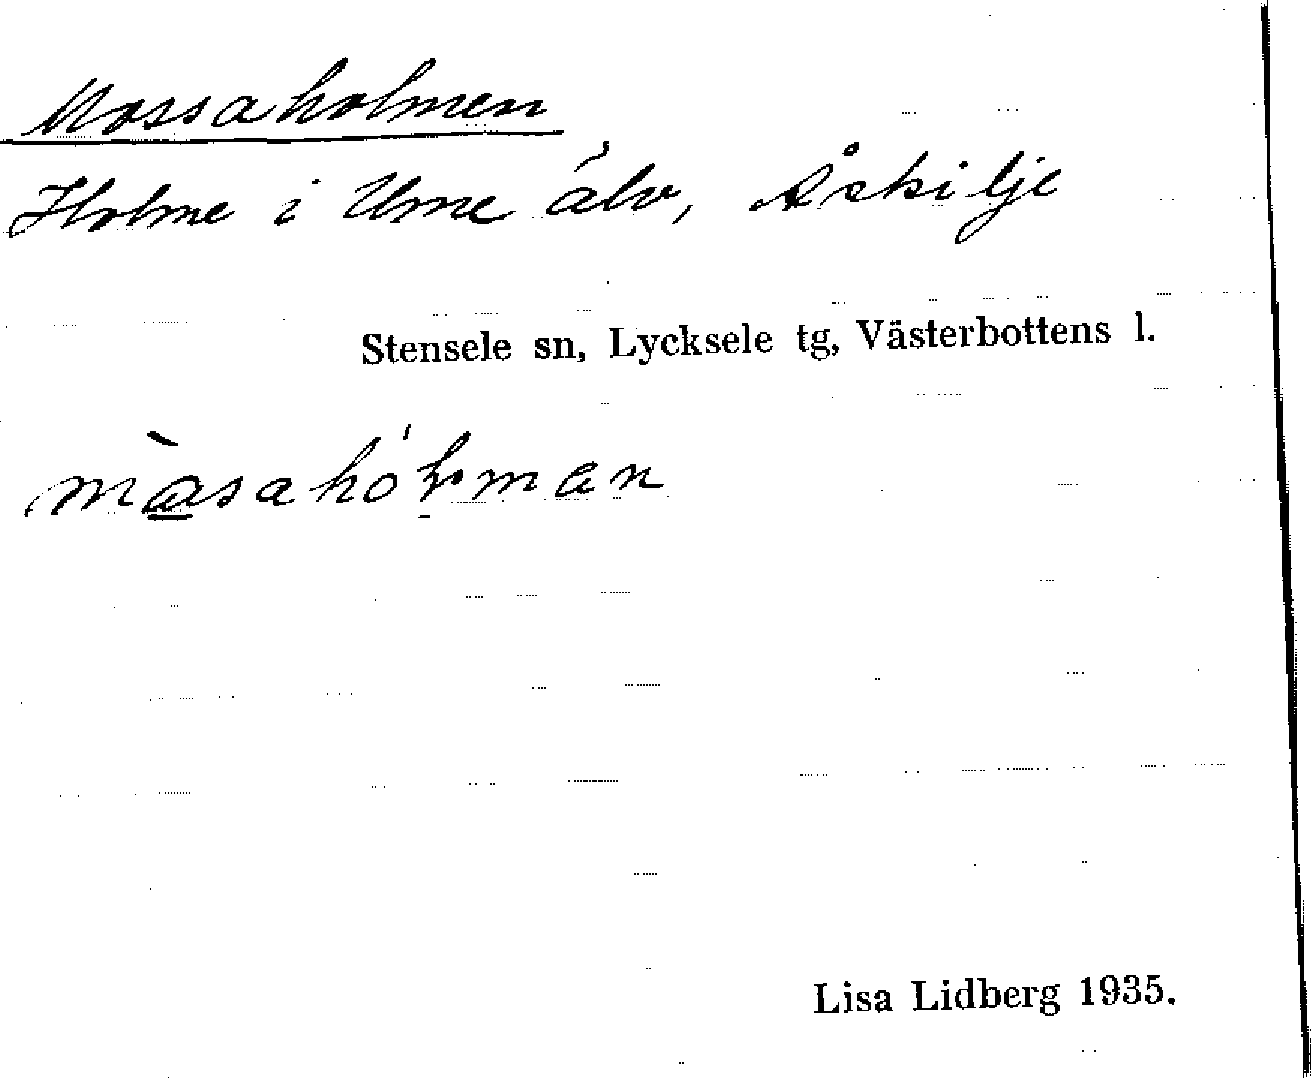 Mossaholmen
Holme i Ume älv, Åskilje
Stensele sn, Lycksele tg, Västerbottens l.
Lisa Lidberg 1935.